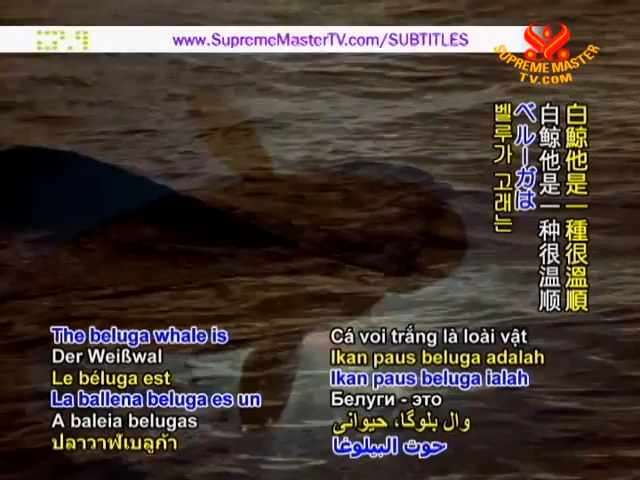 www.SupremeMasterTV.com/SUBTITLES
SUPREME MASTER
TV.COM
白鯨他是一種很溫順
白鲸他是一种很温顺
ベルーガは
벨루가 고래는
The beluga whale is
Der Weißwal
Le béluga est
La ballena beluga es un
A baleia belugas
ปลาวาฬเบลูก้า
Cá voi trắng là loài vật
Ikan paus beluga adalah
Ikan paus beluga ialah
Белуги - это
وال بلوگا، حیوانی
حوت البيلوغا